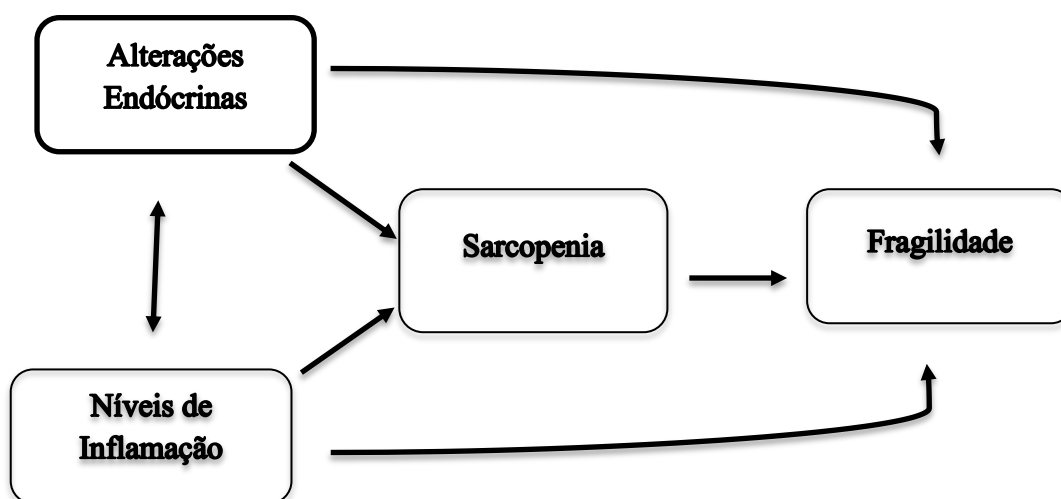 Alterações
Endócrinas
Sarcopenia
Fragilidade
Níveis de
Inflamação